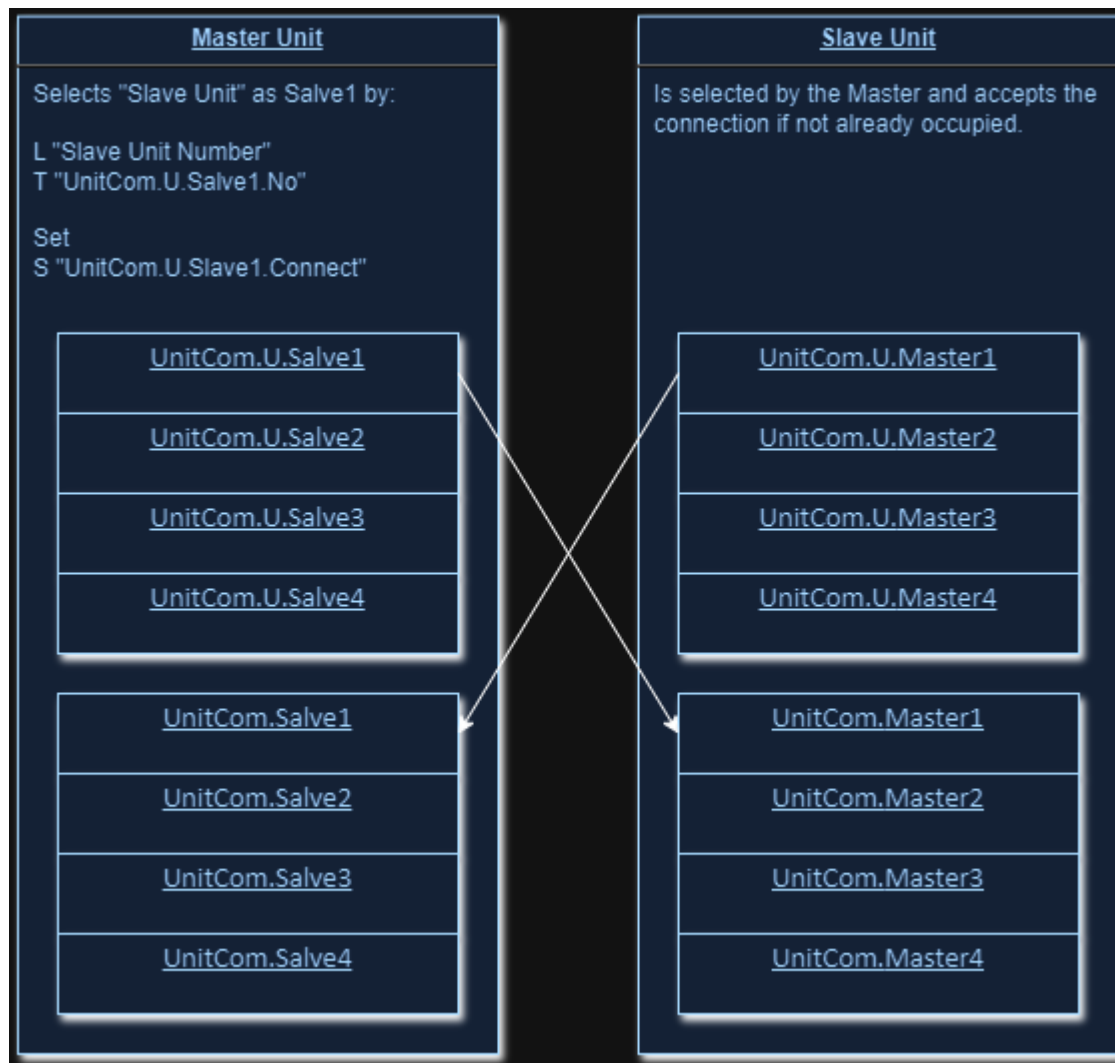 Master Unit
Selects "Slave Unit" as Salve1 by:
L "Slave Unit Number"
T "UnitCom.U.Salve1.No"
Set
S "UnitCom.U.Slave1.Connect"
UnitCom.U.Salve1
UnitCom.U.Salve2
UnitCom.U.Salve3
UnitCom.U.Salve4
UnitCom.Salve1
UnitCom.Salve2
UnitCom.Salve3
UnitCom.Salve4
Slave Unit
Is selected by the Master and accepts the
connection if not already occupied.
UnitCom.U.Master1
UnitCom.U.Master2
UnitCom.U.Master3
UnitCom.U.Master4
UnitCom.Master1
UnitCom.Master2
UnitCom.Master3
UnitCom.Master4